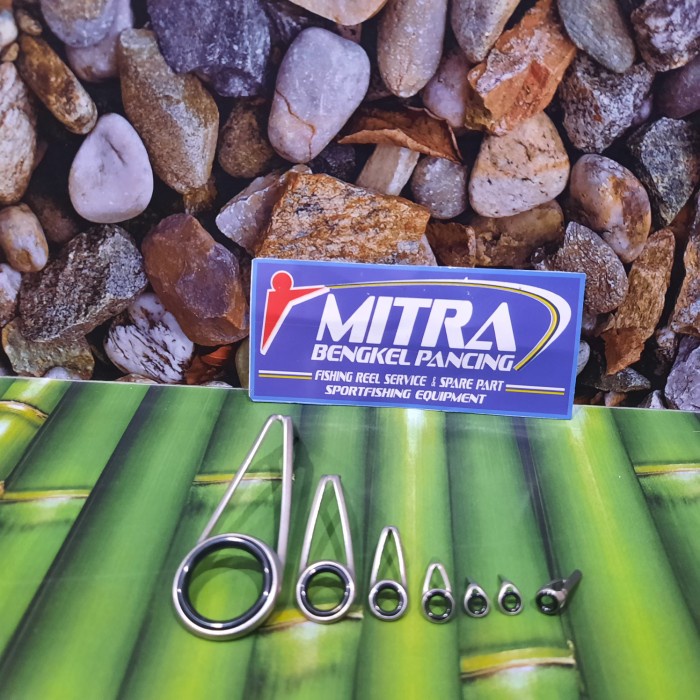 MITRA
BENGKEL PANCING
FISHING REEL SERVICE & SPARE PART
SPORTFISHING EQUIPMENT